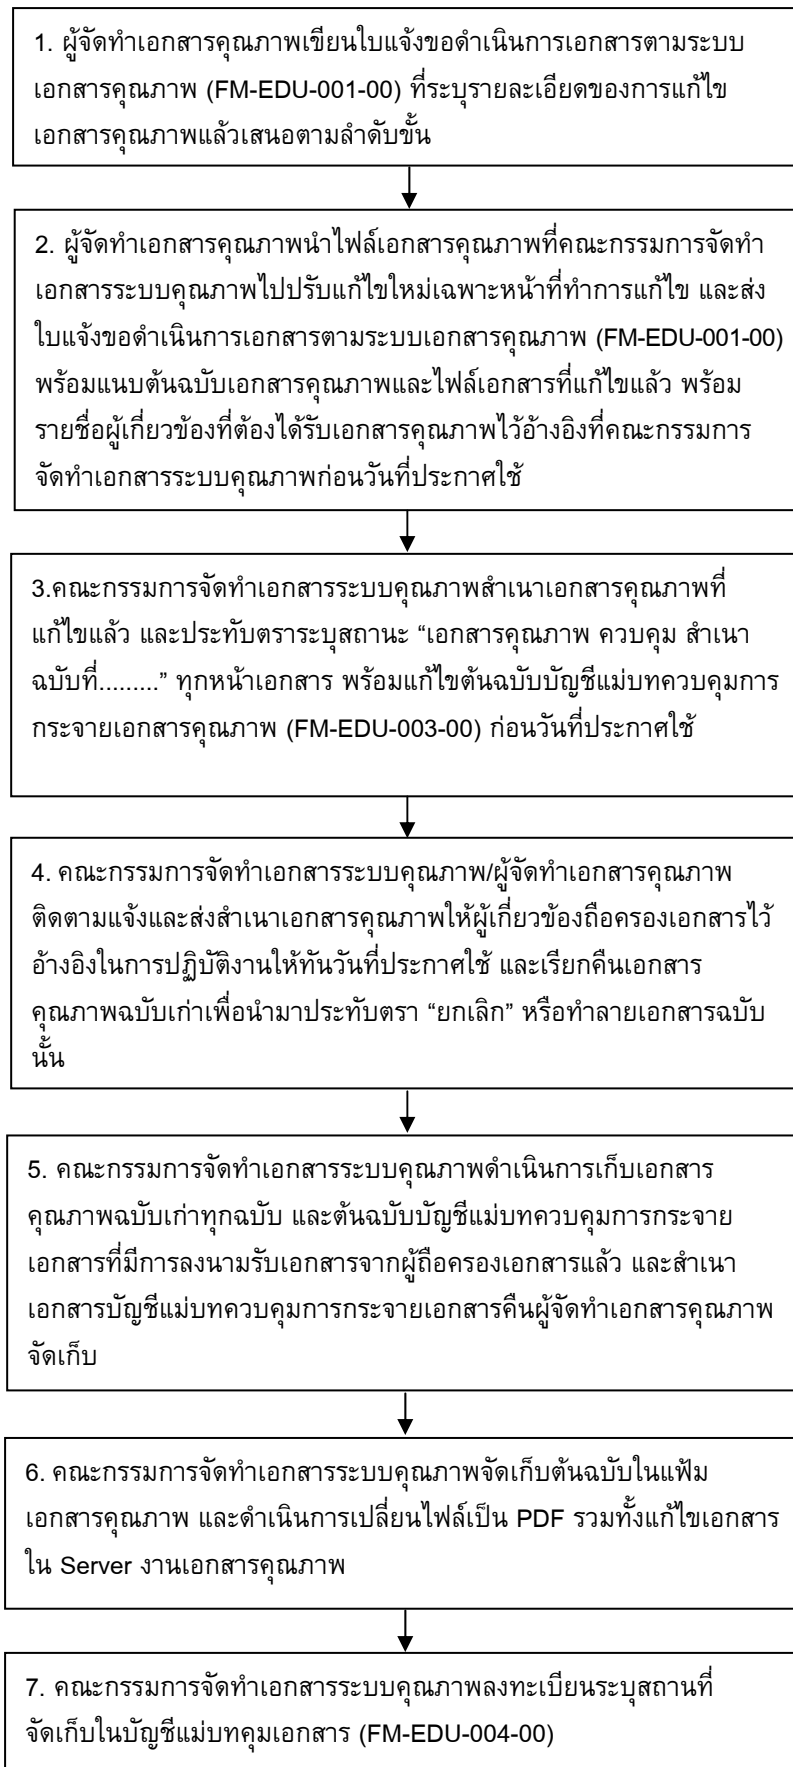 1. ผู้จัดทำเอกสารคุณภาพเขียนใบแจ้งขอดำเนินการเอกสารตามระบบ
เอกสารคุณภาพ (FM-EDU-001-00) ที่ระบุรายละเอียดของการแก้ไข
เอกสารคุณภาพแล้วเสนอตามลำดับขั้น
2. ผู้จัดทำเอกสารคุณภาพนำไฟล์เอกสารคุณภาพที่คณะกรรมการจัดทำ
เอกสารระบบคุณภาพไปปรับแก้ไขใหม่เฉพาะหน้าที่ทำการแก้ไข และส่ง
ใบแจ้งขอดำเนินการเอกสารตามระบบเอกสารคุณภาพ (FM-EDU-001-00)
พร้อมแนบต้นฉบับเอกสารคุณภาพและไฟล์เอกสารที่แก้ไขแล้ว พร้อม
รายชื่อผู้เกี่ยวข้องที่ต้องได้รับเอกสารคุณภาพไว้อ้างอิงที่คณะกรรมการ
จัดทำเอกสารระบบคุณภาพก่อนวันที่ประกาศใช้
3.คณะกรรมการจัดทำเอกสารระบบคุณภาพสำเนาเอกสารคุณภาพที่
แก้ไขแล้ว และประทับตราระบุสถานะ “เอกสารคุณภาพ ควบคุม สำเนา
ฉบับที่.........” ทุกหน้าเอกสาร พร้อมแก้ไขต้นฉบับบัญชีแม่บทควบคุมการ
กระจายเอกสารคุณภาพ (FM-EDU-003-00) ก่อนวันที่ประกาศใช้
4. คณะกรรมการจัดทำเอกสารระบบคุณภาพ/ผู้จัดทำเอกสารคุณภาพ
ติดตามแจ้งและส่งสำเนาเอกสารคุณภาพให้ผู้เกี่ยวข้องถือครองเอกสารไว้
อ้างอิงในการปฏิบัติงานให้ทันวันที่ประกาศใช้ และเรียกคืนเอกสาร
คุณภาพฉบับเก่าเพื่อนำมาประทับตรา “ยกเลิก” หรือทำลายเอกสารฉบับ
นั้น
5. คณะกรรมการจัดทำเอกสารระบบคุณภาพดำเนินการเก็บเอกสาร
คุณภาพฉบับเก่าทุกฉบับ และต้นฉบับบัญชีแม่บทควบคุมการกระจาย
เอกสารที่มีการลงนามรับเอกสารจากผู้ถือครองเอกสารแล้ว และสำเนา
เอกสารบัญชีแม่บทควบคุมการกระจายเอกสารคืนผู้จัดทำเอกสารคุณภาพ
จัดเก็บ
6. คณะกรรมการจัดทำเอกสารระบบคุณภาพจัดเก็บต้นฉบับในแฟ้ม
เอกสารคุณภาพ และดำเนินการเปลี่ยนไฟล์เป็น PDF รวมทั้งแก้ไขเอกสาร
ใน Server งานเอกสารคุณภาพ
7. คณะกรรมการจัดทำเอกสารระบบคุณภาพลงทะเบียนระบุสถานที่
จัดเก็บในบัญชีแม่บทคุมเอกสาร (FM-EDU-004-00)